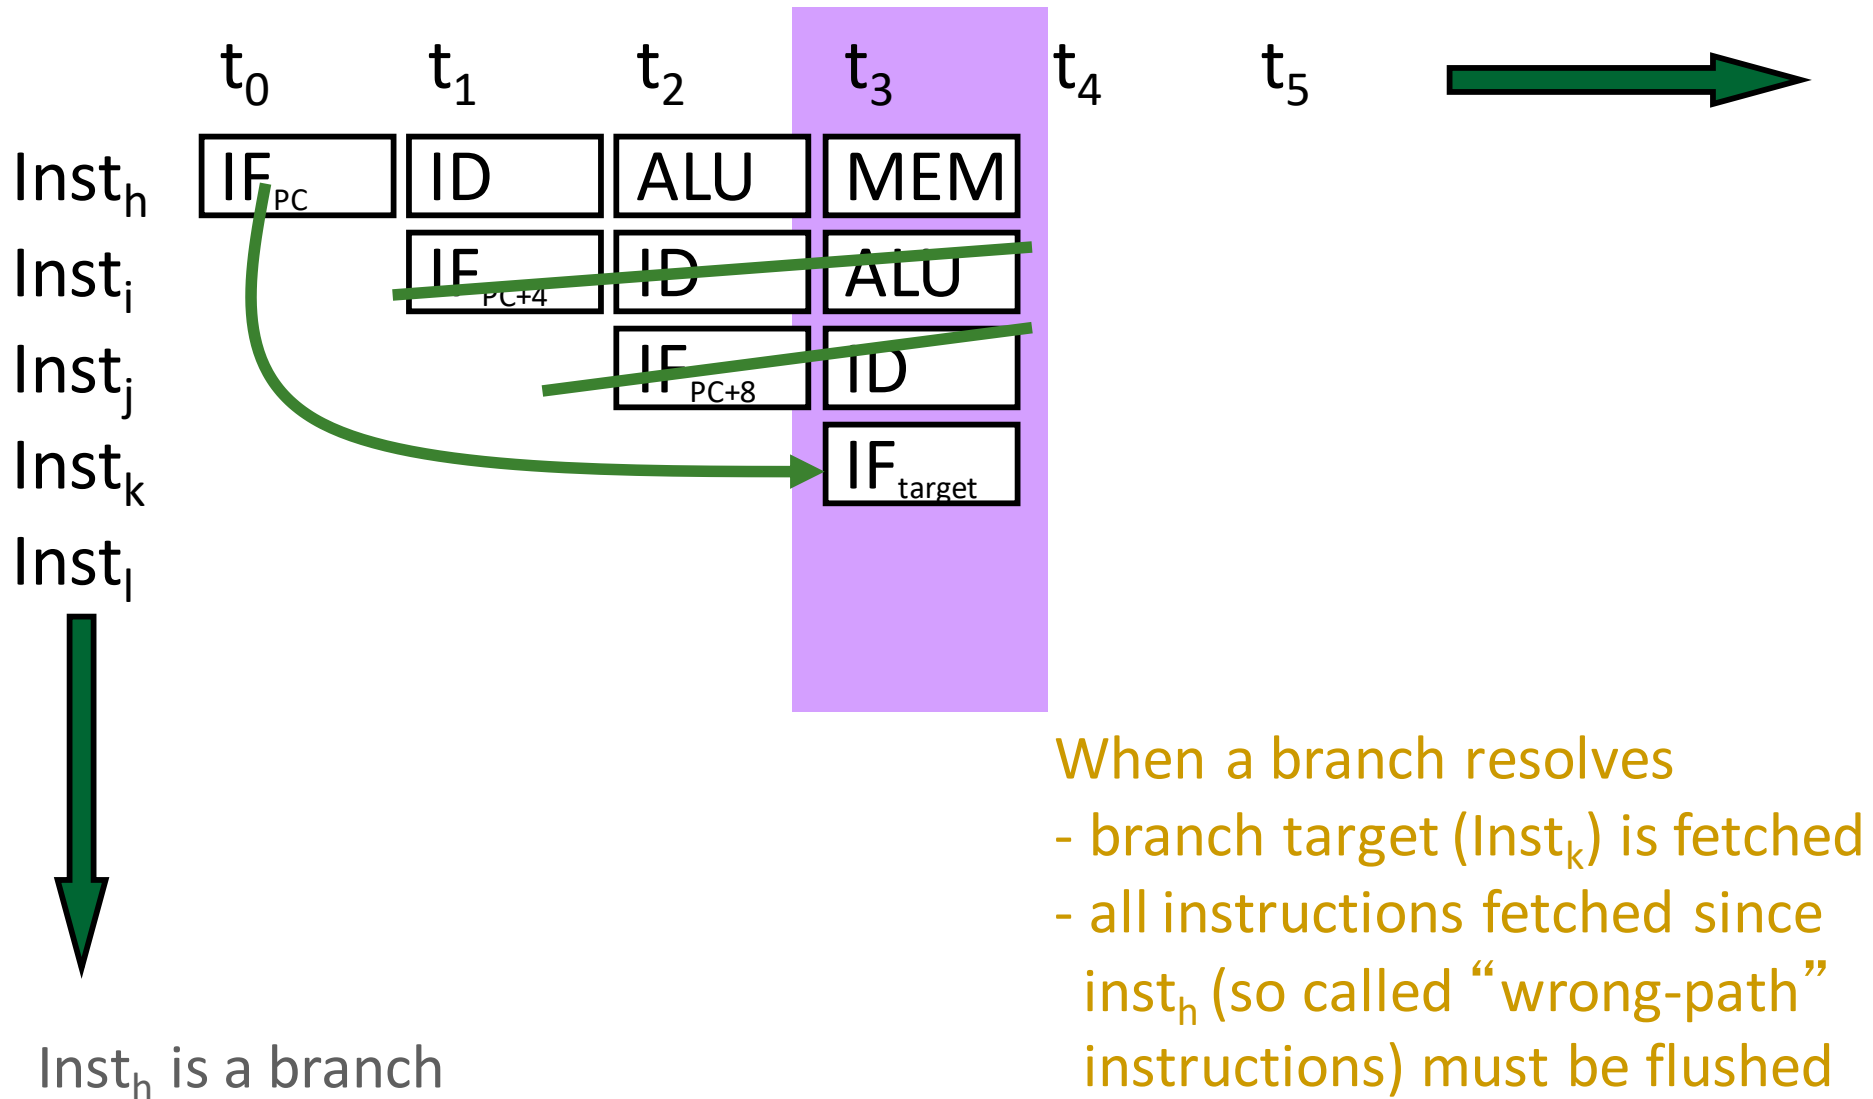 t0 t1 t2 t3 t4 t5
Insth IFPC ID ALU MEM
Insti IFPC+4 ID ALU
Instj IFPC+8 ID
Instk IFtarget
Instl
When a branch resolves
- branch target (Instk) is fetched
- all instructions fetched since
insth (so called “wrong-path”
instructions) must be flushed
Insth is a branch